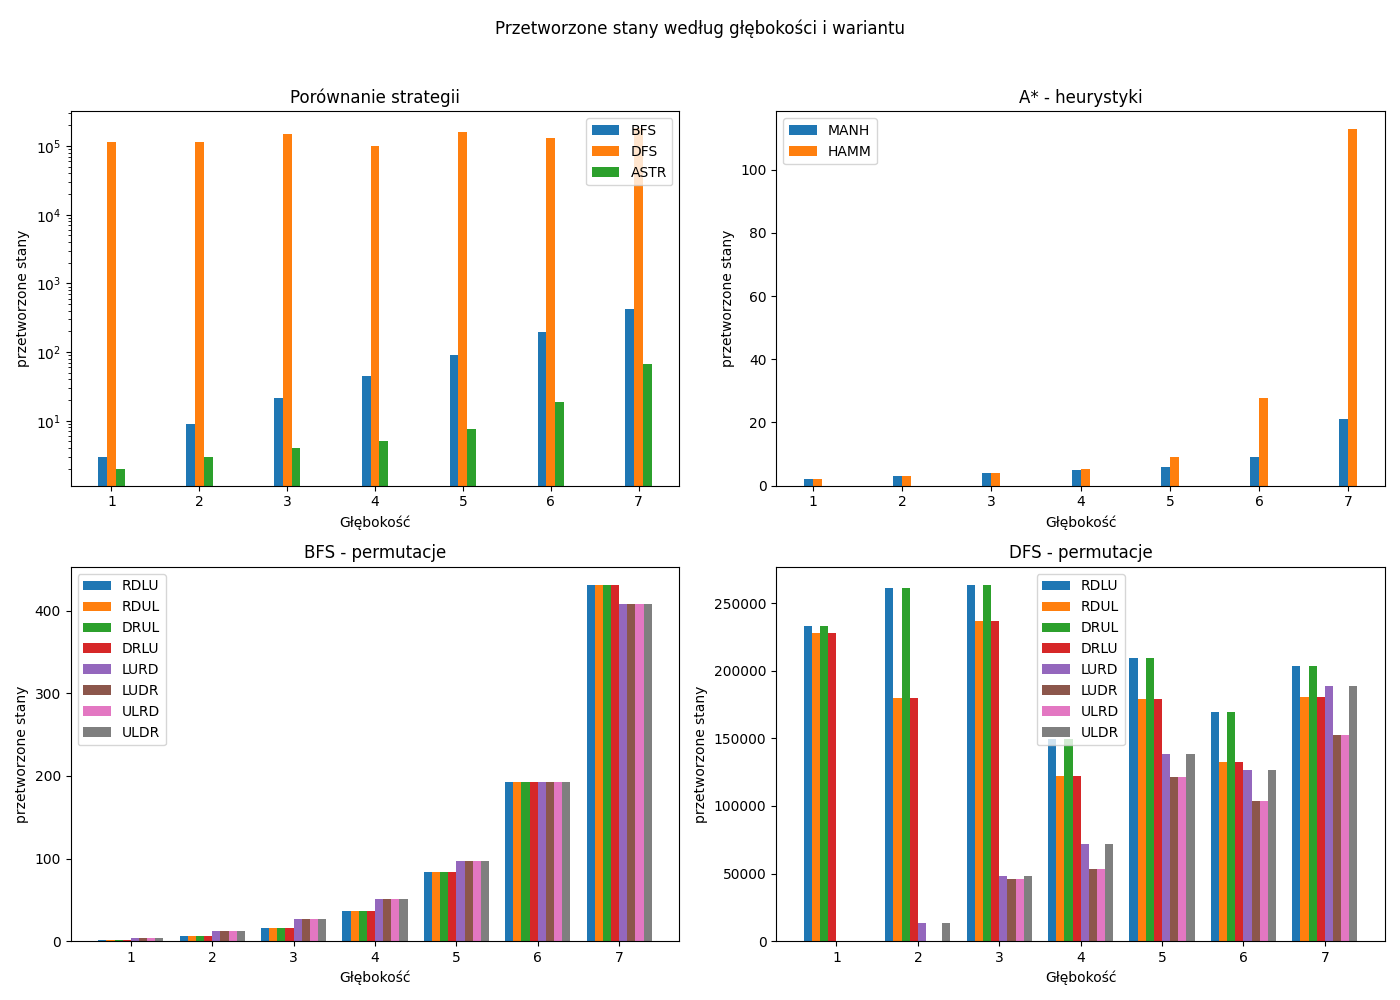 Przetworzone stany według głębokości i wariantu
Porównanie strategii
BFS
DFS
ASTR
10^5
10^4
10^3
10^2
10^1
przetworzone stany
1 2 3 4 5 6 7
Głębokość
A* - heurystyki
MANH
HAMM
100
80
60
40
20
0
przetworzone stany
1 2 3 4 5 6 7
Głębokość
BFS - permutacje
RDLU
RDUL
DRUL
DRLU
LURD
LUDR
ULRD
ULDR
400
300
200
100
0
przetworzone stany
1 2 3 4 5 6 7
Głębokość
DFS - permutacje
RDLU
RDUL
DRUL
DRLU
LURD
LUDR
ULRD
ULDR
250000
200000
150000
100000
50000
0
przetworzone stany
1 2 3 4 5 6 7
Głębokość